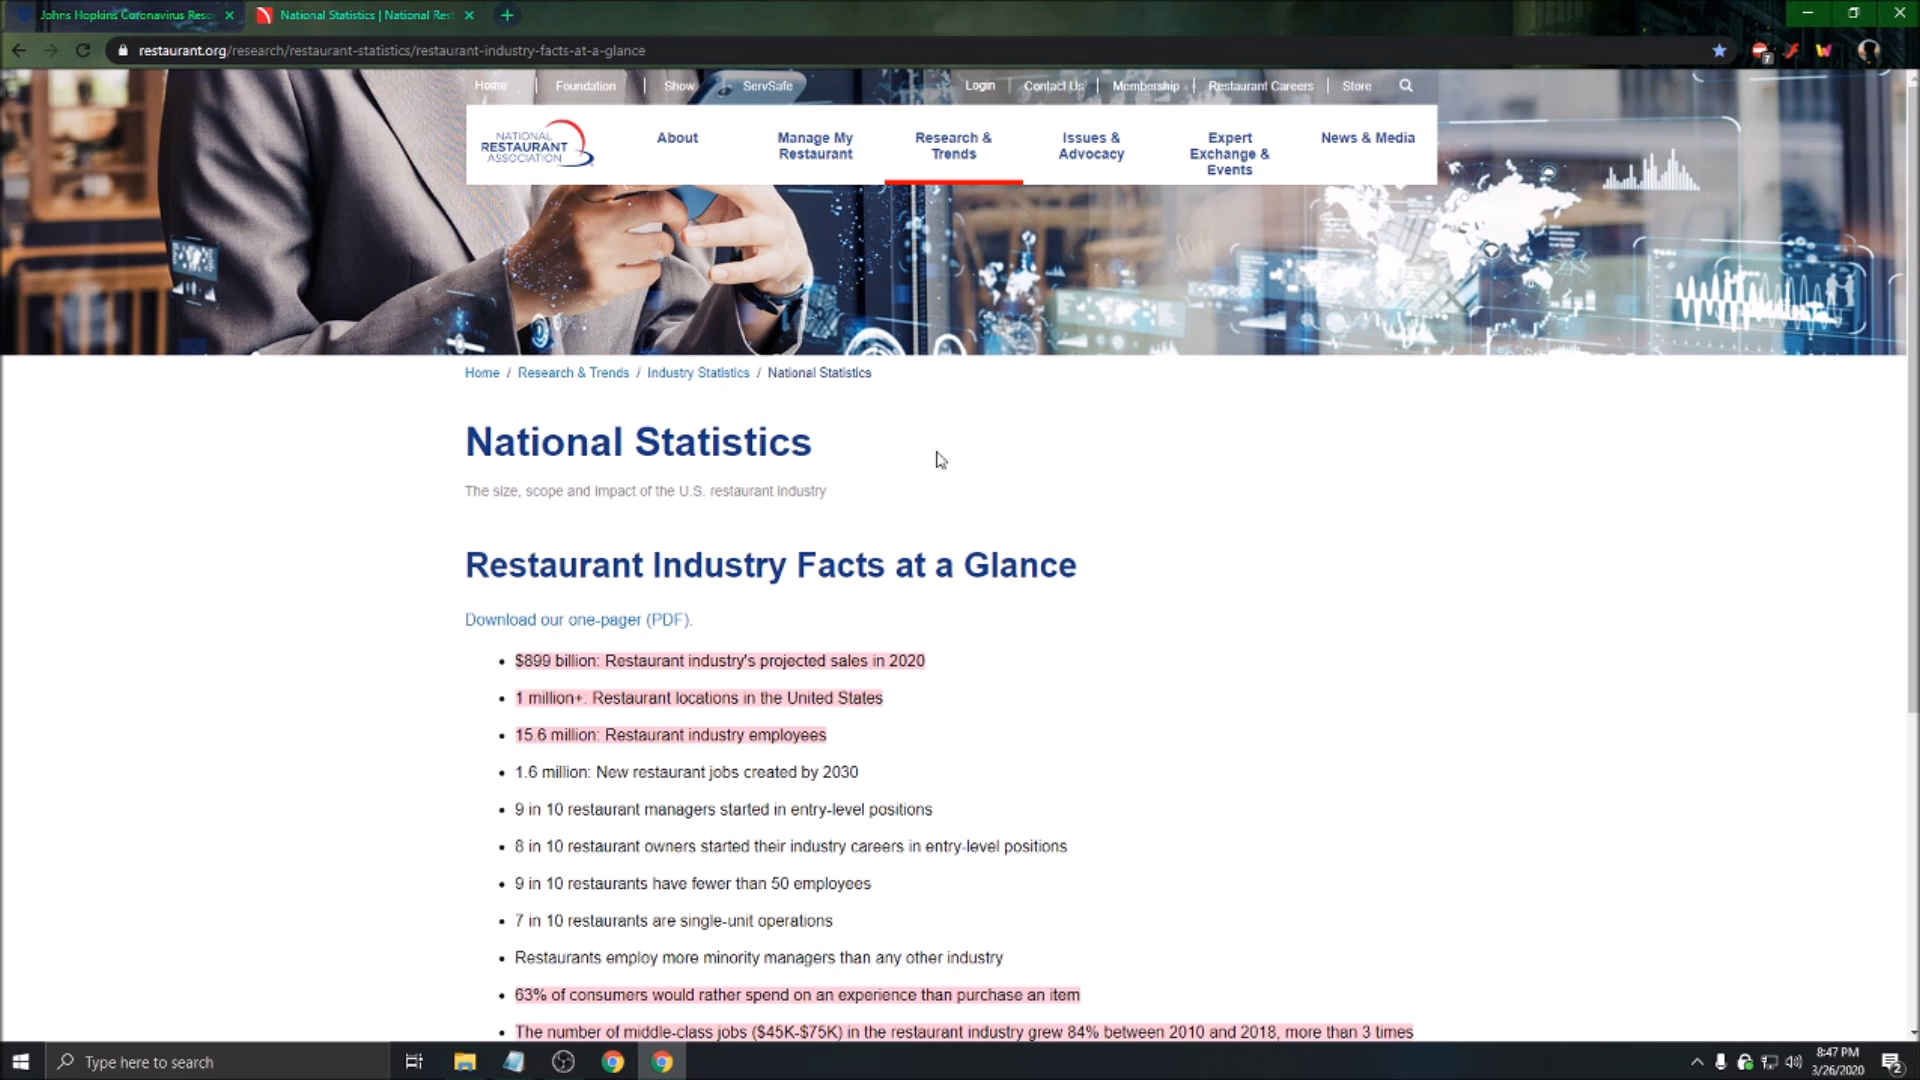 Johns Hopkins Coronavirus Reso
National Statistics | National Rest
restaurant.org/research/restaurant-statistics/restaurant-industry-facts-at-a-glance
7
Home
Foundation
Show
ServSafe
Login
Contact Us
Membership
Restaurant Careers
Store
NATIONAL
RESTAURANT
ASSOCIATION
About
Manage My
Restaurant
Research &
Trends
Issues &
Advocacy
Expert
Exchange &
Events
News & Media
Home / Research & Trends / Industry Statistics / National Statistics
National Statistics
The size, scope and impact of the U.S. restaurant industry
Restaurant Industry Facts at a Glance
Download our one-pager (PDF).
• $899 billion: Restaurant industry's projected sales in 2020
• 1 million+: Restaurant locations in the United States
• 15.6 million: Restaurant industry employees
• 1.6 million: New restaurant jobs created by 2030
• 9 in 10 restaurant managers started in entry-level positions
• 8 in 10 restaurant owners started their industry careers in entry-level positions
• 9 in 10 restaurants have fewer than 50 employees
• 7 in 10 restaurants are single-unit operations
• Restaurants employ more minority managers than any other industry
• 63% of consumers would rather spend on an experience than purchase an item
• The number of middle-class jobs ($45K-$75K) in the restaurant industry grew 84% between 2010 and 2018, more than 3 times
Type here to search
8:47 PM
3/26/2020
2